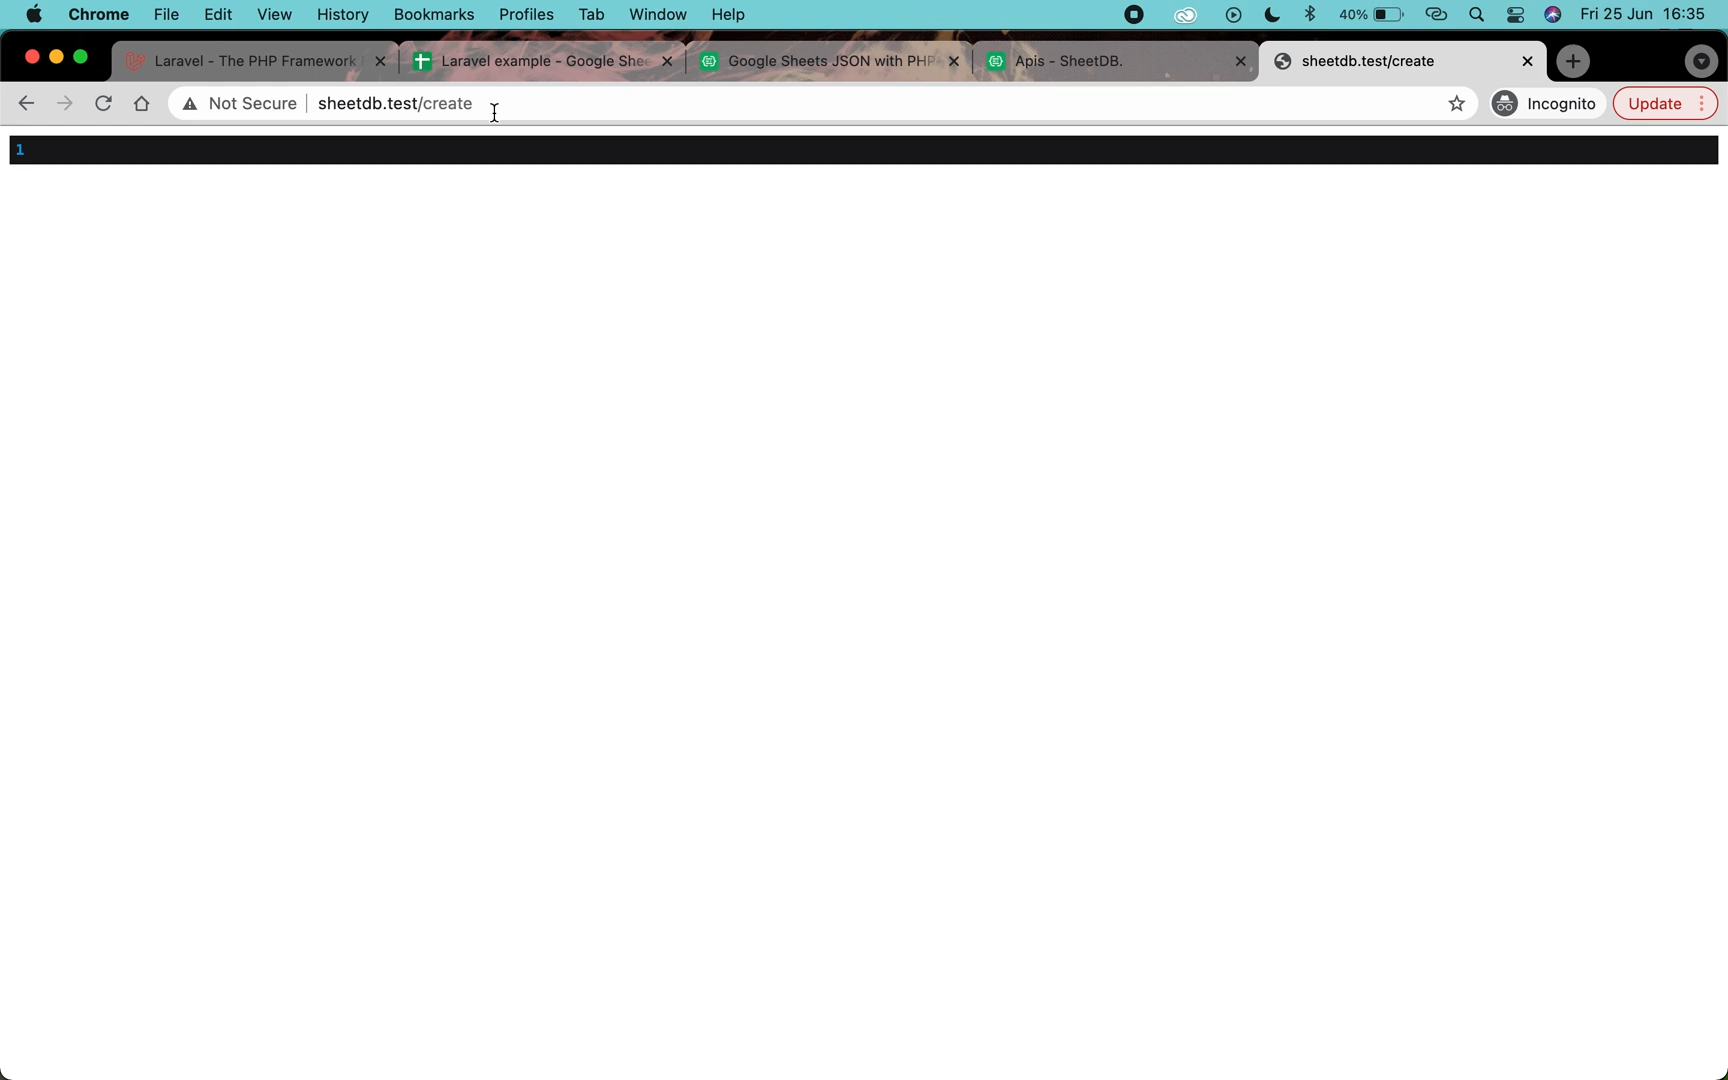 Chrome File Edit View History Bookmarks Profiles Tab Window Help 40% Fri 25 Jun 16:35
Laravel - The PHP Framework Laravel example - Google Shee Google Sheets JSON with PHP Apis - SheetDB. sheetdb.test/create
Not Secure sheetdb.test/create Incognito Update
1